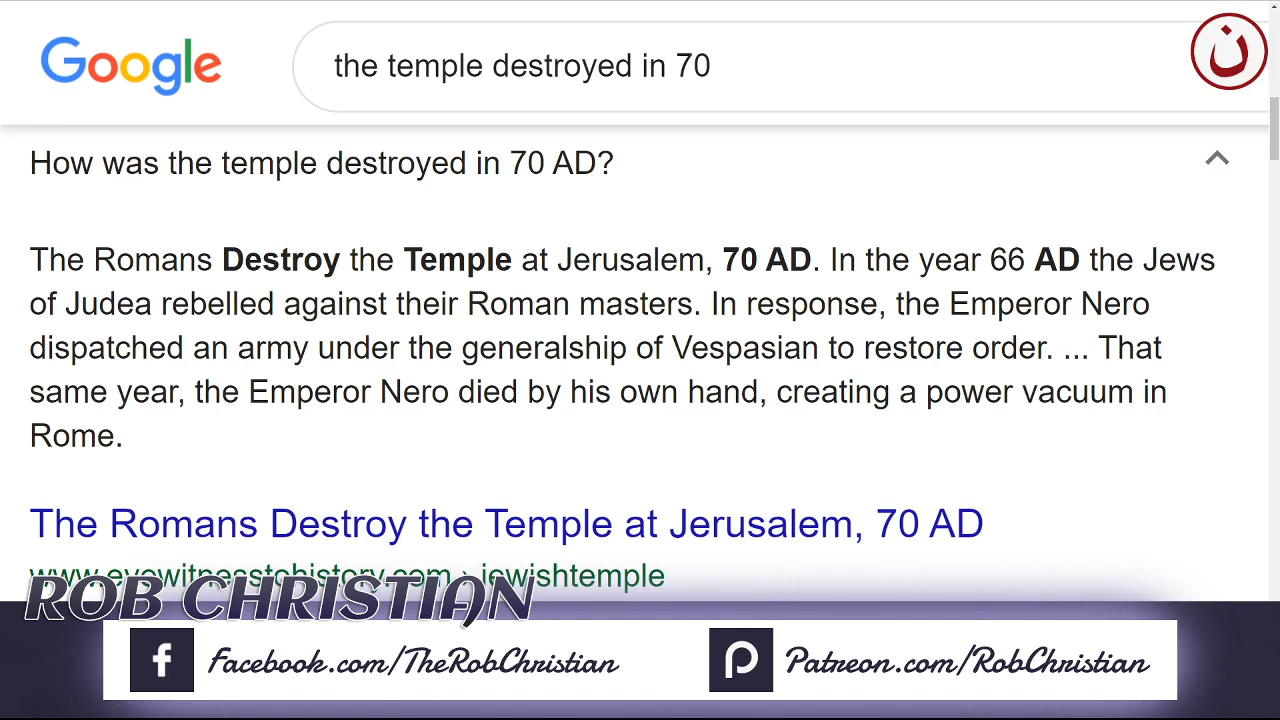 Google
the temple destroyed in 70
ن
How was the temple destroyed in 70 AD?
The Romans Destroy the Temple at Jerusalem, 70 AD. In the year 66 AD the Jews
of Judea rebelled against their Roman masters. In response, the Emperor Nero
dispatched an army under the generalship of Vespasian to restore order. ... That
same year, the Emperor Nero died by his own hand, creating a power vacuum in
Rome.
The Romans Destroy the Temple at Jerusalem, 70 AD
www.eyewitnesstohistory.com › jewishtemple
ROB CHRISTIAN
f Facebook.com/TheRobChristian
Patreon.com/RobChristian